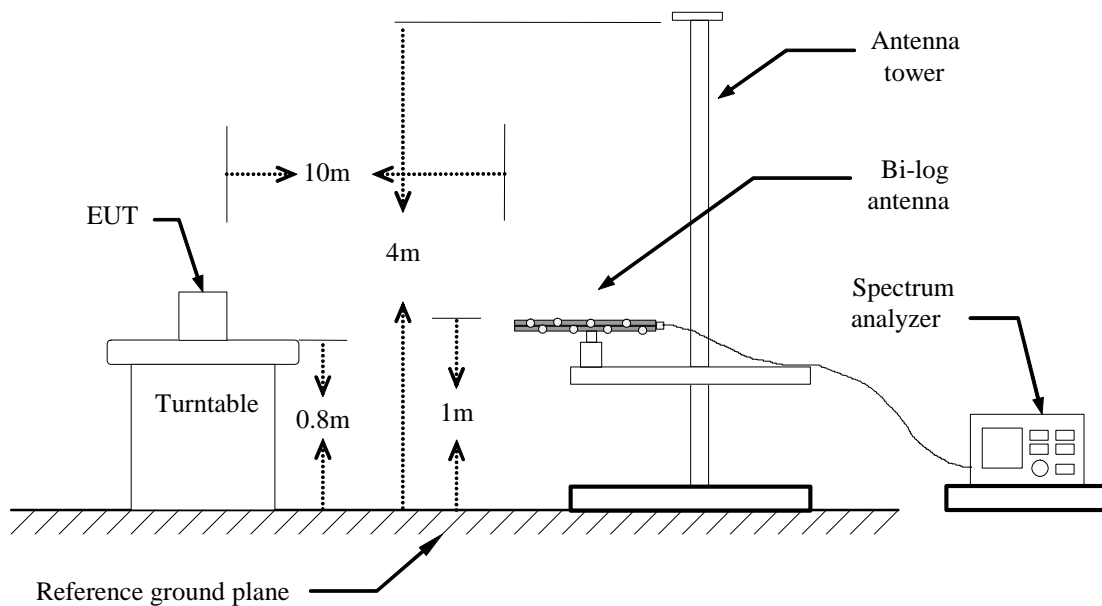 Antenna
tower
10m
Bi-log
antenna
EUT
4m
Spectrum
analyzer
Turntable
0.8m
1m
Reference ground plane